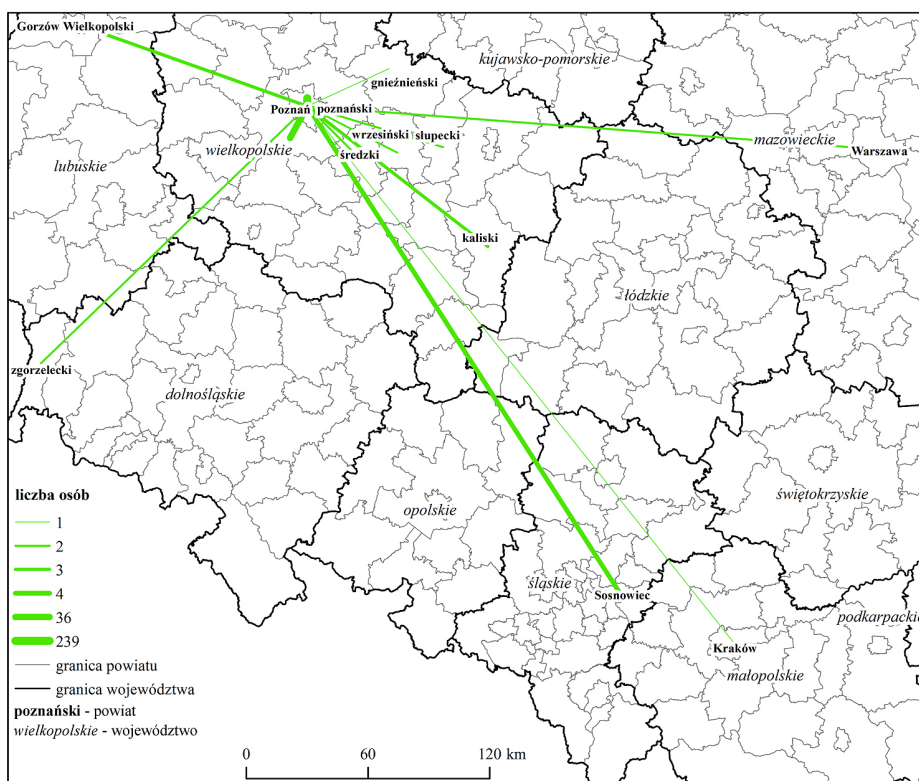 Gorzów Wielkopolski
kujawsko-pomorskie
gnieźnieński
Poznań poznański
wrzesiński słupecki
wielkopolskie
średzki
mazowieckie
Warszawa
lubuskie
kaliski
łódzkie
zgorzelecki
dolnośląskie
liczba osób
1
2
3
4
36
239
granica powiatu
granica województwa
poznański - powiat
wielkopolskie - województwo
opolskie
świętokrzyskie
śląskie
Sosnowiec
podkarpackie
Kraków
małopolskie
0 60 120 km